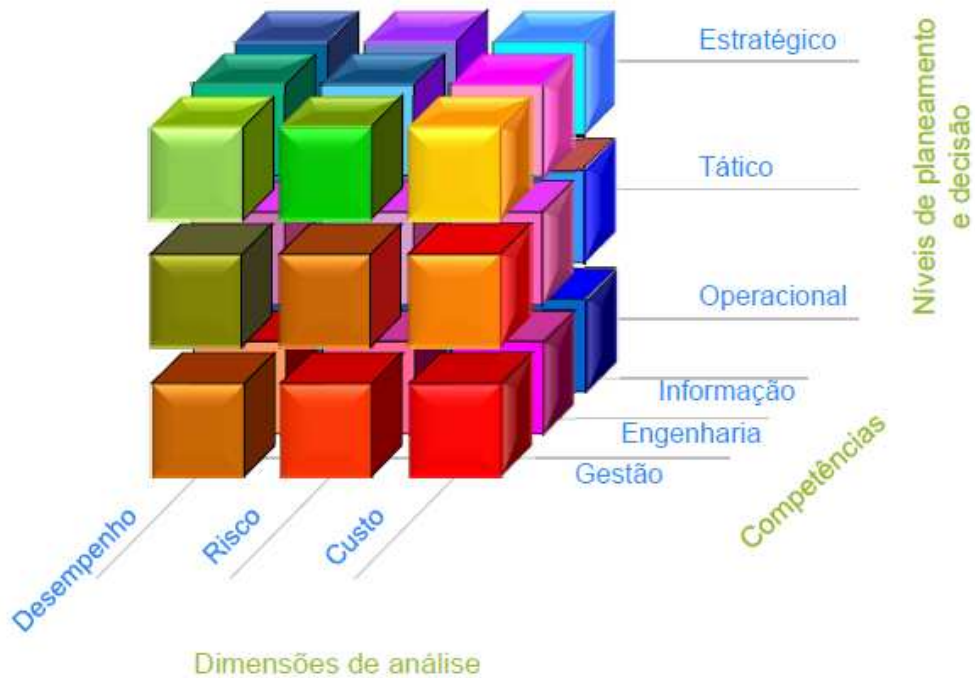 Estratégico
Tático
Operacional
Níveis de planeamento
e decisão
Informação
Engenharia
Gestão
Competências
Desempenho
Risco
Custo
Dimensões de análise